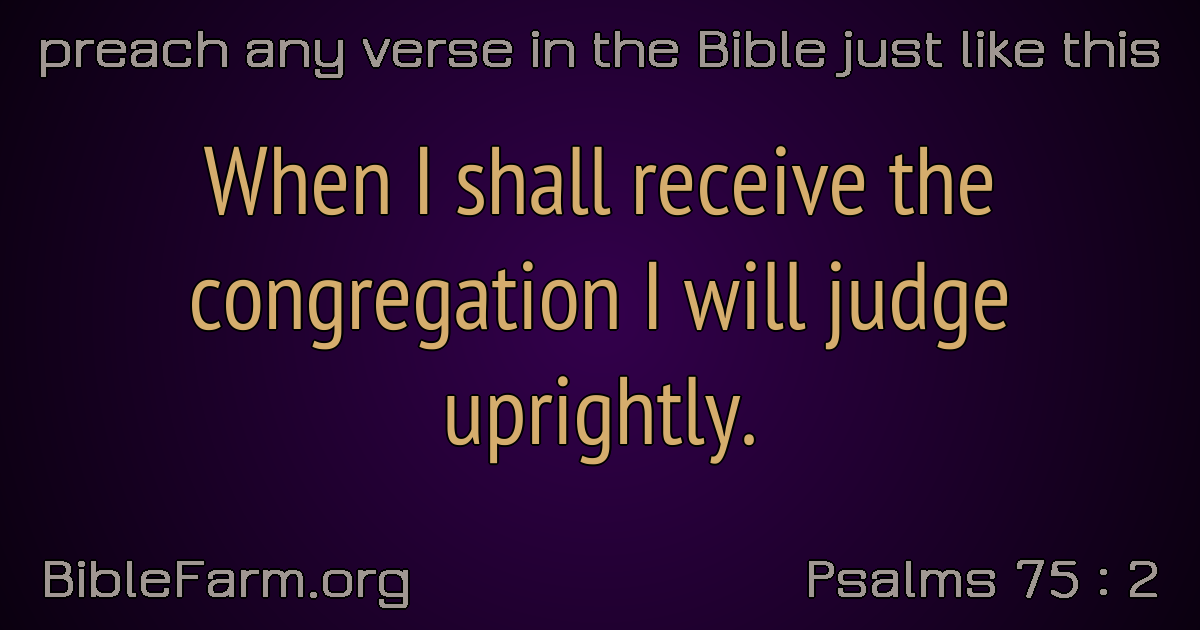 preach any verse in the Bible just like this
When I shall receive the
congregation I will judge
uprightly.
BibleFarm.org
Psalms 75 : 2